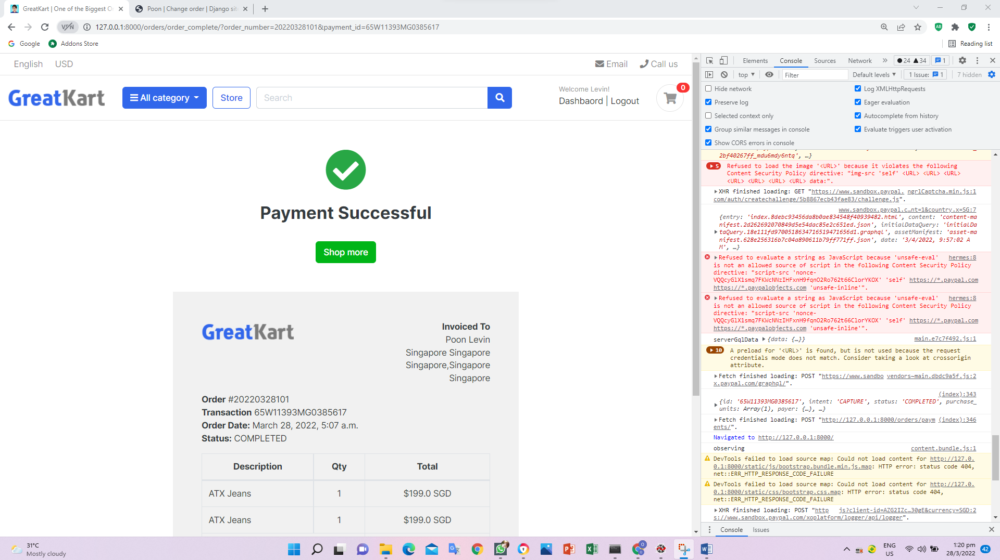 GreatKart | One of the Biggest O
Poon | Change order | Django sit
VPN
127.0.0.1:8000/orders/order_complete/?order_number=20220328101&payment_id=65W11393MG0385617
Google
Addons Store
Reading list
English USD
Email Call us
GreatKart
All category
Store
Search
Welcome Levin!
Dashbaord | Logout
0
Payment Successful
Shop more
GreatKart
Invoiced To
Poon Levin
Singapore Singapore
Singapore,Singapore
Singapore
Order #20220328101
Transaction 65W11393MG0385617
Order Date: March 28, 2022, 5:07 a.m.
Status: COMPLETED
Description Qty Total
ATX Jeans 1 $199.0 SGD
ATX Jeans 1 $199.0 SGD
Elements Console Sources Network 24 34 1
top Filter Default levels 1 Issue: 1 7 hidden
Hide network Log XMLHttpRequests
Preserve log Eager evaluation
Selected context only Autocomplete from history
Group similar messages in console Evaluate triggers user activation
Show CORS errors in console
2bf40267ff_mdu6mdy6ntq', …}
5 Refused to load the image '<URL>' because it violates the following
Content Security Policy directive: "img-src 'self' <URL> <URL> <URL>
<URL> <URL> <URL> <URL> data:".
XHR finished loading: GET "https://www.sandbox.paypal. ngrlCaptcha.min.js:1
com/auth/createchallenge/5b8867ecb43fae83/challenge.js".
www.sandbox.paypal.c…nt=1&country.x=SG:7
{entry: 'index.8debc93456da8b0ae834548f40939482.html', content: 'content-ma
nifest.2d262692070849d5e54dac85e2c651ed.json', initialDataQuery: 'initialDa
taQuery.18e111fd9700518634716519471656d1.graphql', assetManifest: 'asset-ma
nifest.628e256316b7c04a890611b79ff771ff.json', date: '3/4/2022, 9:57:02 A
M', …}
Refused to evaluate a string as JavaScript because 'unsafe-eval' hermes:8
is not an allowed source of script in the following Content Security Policy
directive: "script-src 'nonce-
VQQcyGlX1smq7FKWcNNzIHFxnH9fqnO2Ro762t66ClorYKOX' 'self' https://*.paypal.com
https://*.paypalobjects.com 'unsafe-inline'".
Refused to evaluate a string as JavaScript because 'unsafe-eval' hermes:8
is not an allowed source of script in the following Content Security Policy
directive: "script-src 'nonce-
VQQcyGlX1smq7FKWcNNzIHFxnH9fqnO2Ro762t66ClorYKOX' 'self' https://*.paypal.com
https://*.paypalobjects.com 'unsafe-inline'".
serverGqlData {data: {…}} main.e7c7f492.js:1
10 A preload for '<URL>' is found, but is not used because the request
credentials mode does not match. Consider taking a look at crossorigin
attribute.
Fetch finished loading: POST "https://www.sandbo vendors~main.dbdc9a5f.js:2
x.paypal.com/graphql/".
(index):343
{id: '65W11393MG0385617', intent: 'CAPTURE', status: 'COMPLETED', purchase_
units: Array(1), payer: {…}, …}
Fetch finished loading: POST "http://127.0.0.1:8000/orders/paym (index):346
ents/".
Navigated to http://127.0.0.1:8000/
observing content.bundle.js:1
DevTools failed to load source map: Could not load content for http://127.0.
0.1:8000/static/js/bootstrap.bundle.min.js.map: HTTP error: status code 404,
net::ERR_HTTP_RESPONSE_CODE_FAILURE
DevTools failed to load source map: Could not load content for http://127.0.
0.1:8000/static/css/bootstrap.css.map: HTTP error: status code 404,
net::ERR_HTTP_RESPONSE_CODE_FAILURE
XHR finished loading: POST "http js?client-id=AZG2IZc…30gE&currency=SGD:2
s://www.sandbox.paypal.com/xoplatform/logger/api/logger".
Console Issues
31°C
Mostly cloudy
ENG
US
1:20 pm
28/3/2022
42